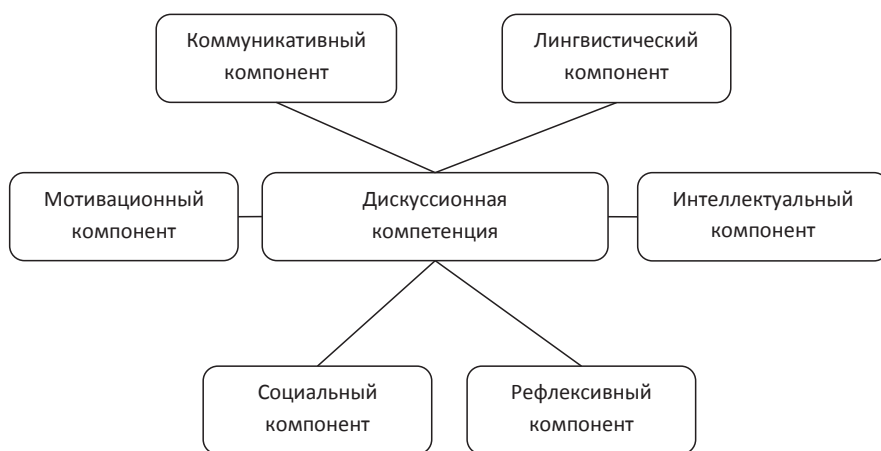 Коммуникативный
компонент
Лингвистический
компонент
Мотивационный
компонент
Дискуссионная
компетенция
Интеллектуальный
компонент
Социальный
компонент
Рефлексивный
компонент